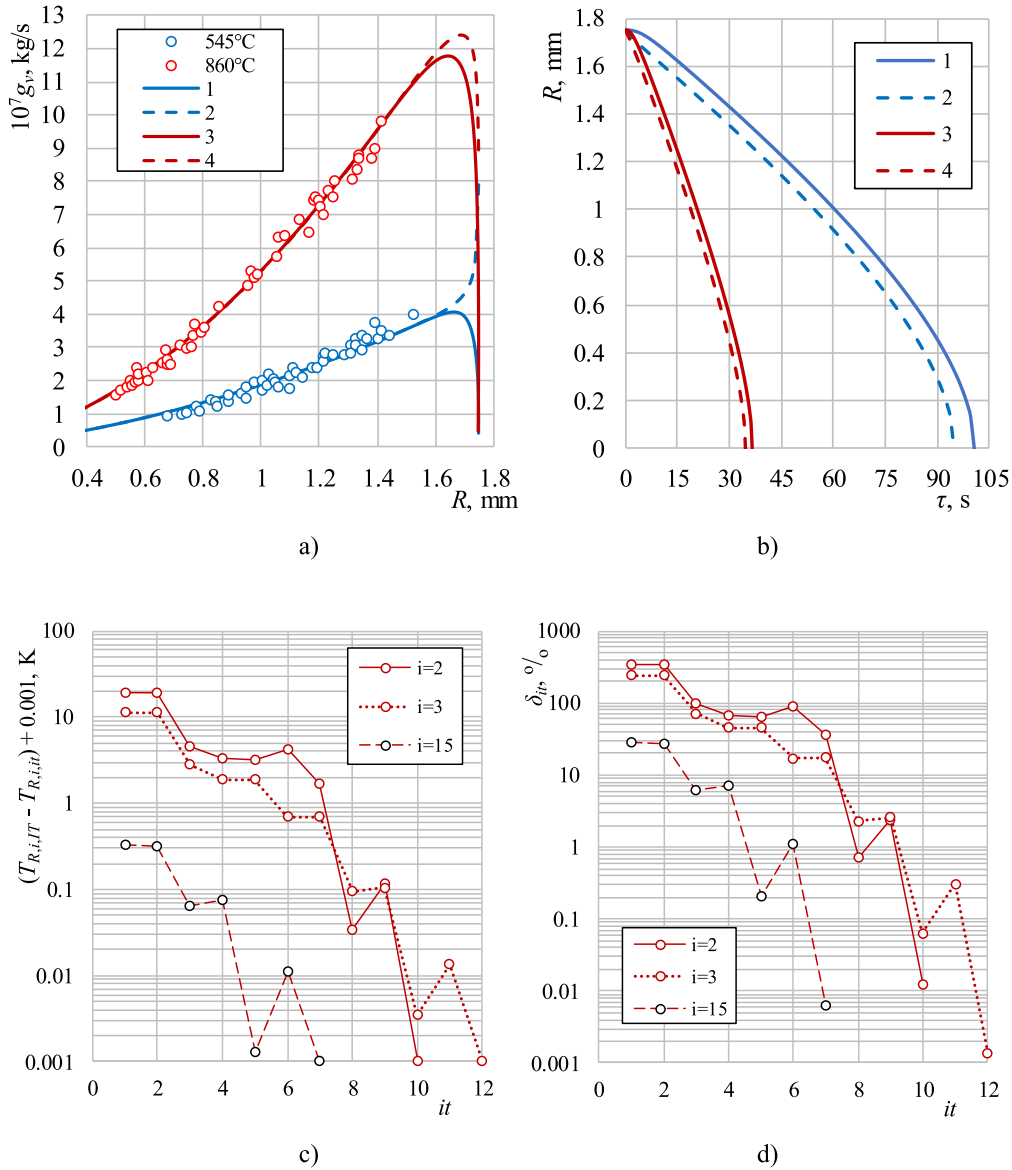 10⁷gᵥ, kg/s
13
12
11
10
9
8
7
6
5
4
3
2
1
0
545°C
860°C
1
2
3
4
0.4 0.6 0.8 1 1.2 1.4 1.6 1.8
R, mm
a)
R, mm
1.8
1.6
1.4
1.2
1
0.8
0.6
0.4
0.2
0
1
2
3
4
0 15 30 45 60 75 90 105
τ, s
b)
(T_{R,i,IT} - T_{R,i,it}) + 0.001, K
100
10
1
0.1
0.01
0.001
i=2
i=3
i=15
0 2 4 6 8 10 12
it
c)
δ_{it}, %
1000
100
10
1
0.1
0.01
0.001
i=2
i=3
i=15
0 2 4 6 8 10 12
it
d)